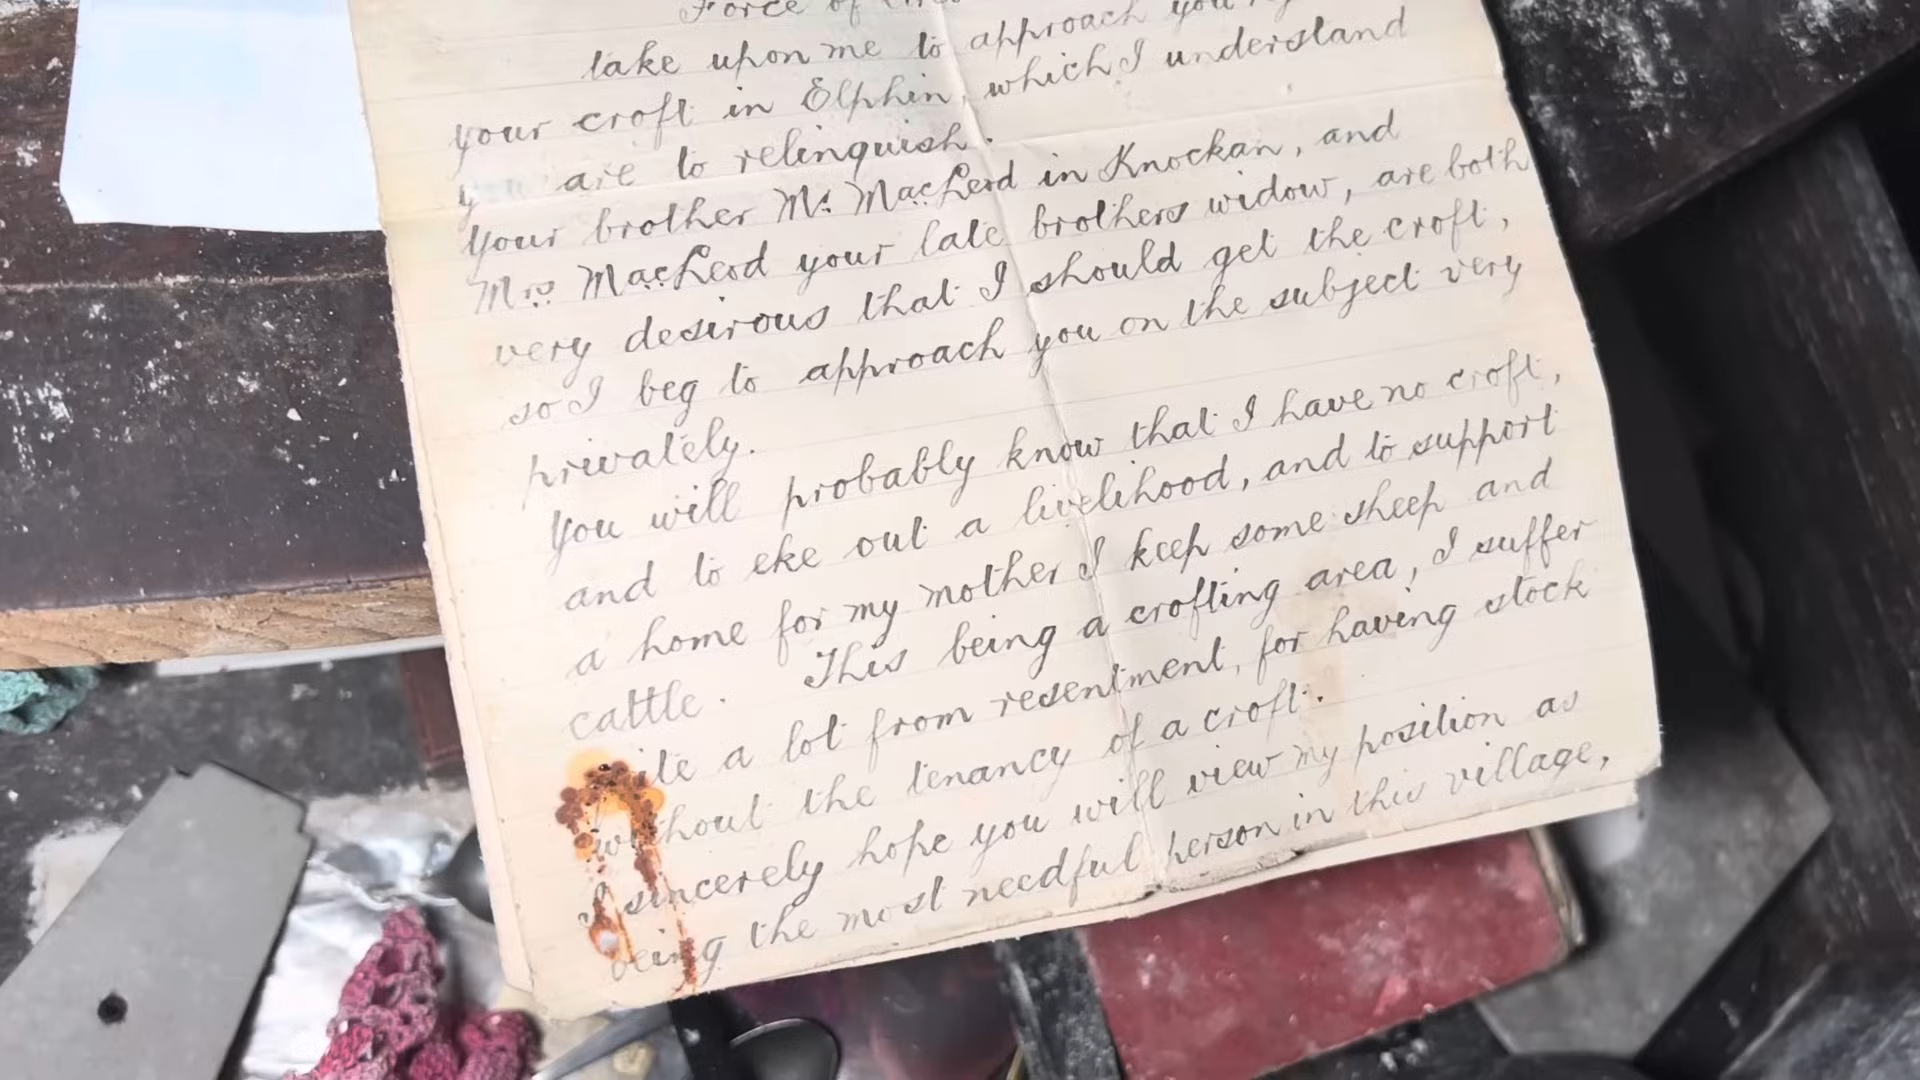 Force of
take upon me to approach you
your croft in Elphin, which I understand
are to relinquish.
Your brother Mr. MacLeod in Knockan, and
Mrs. MacLeod your late brothers widow, are both
very desirous that I should get the croft,
so I beg to approach you on the subject very
privately.
You will probably know that I have no croft,
and to eke out a livelihood, and to support
a home for my mother I keep some sheep and
cattle. This being a crofting area, I suffer
a lot from resentment, for having stock
without the tenancy of a croft.
I sincerely hope you will view my position as
being the most needful person in this village,